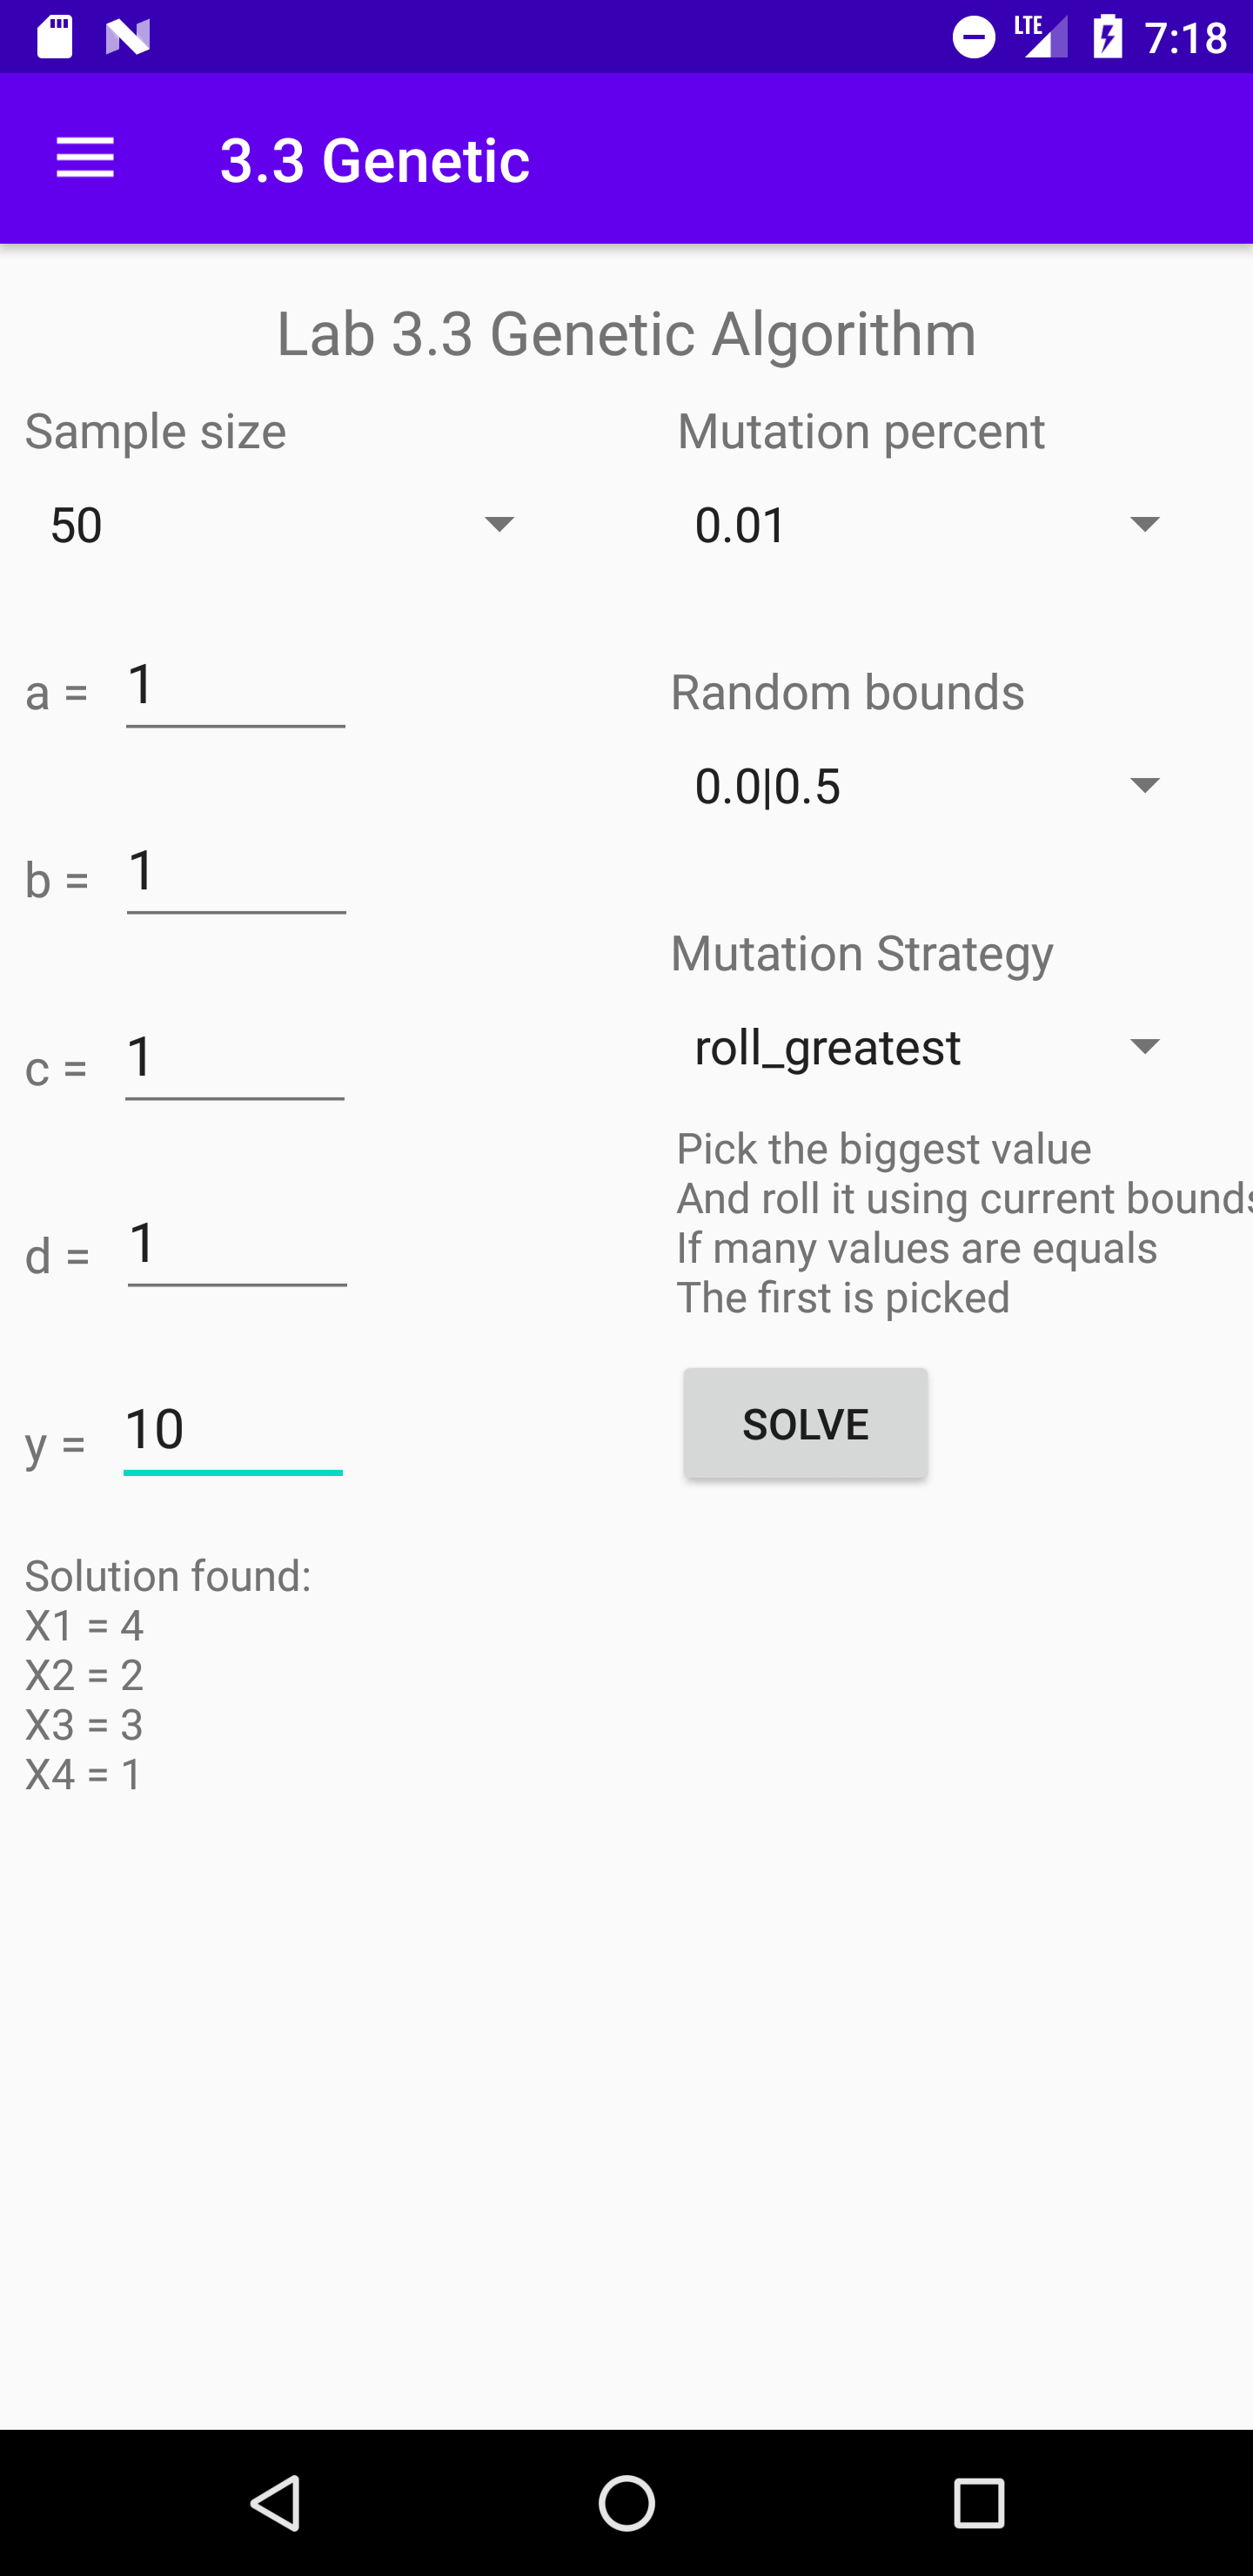 LTE 7:18
3.3 Genetic
Lab 3.3 Genetic Algorithm
Sample size
Mutation percent
50
0.01
a = 1
Random bounds
0.0|0.5
b = 1
Mutation Strategy
roll_greatest
c = 1
Pick the biggest value
And roll it using current bounds
If many values are equals
The first is picked
d = 1
SOLVE
y = 10
Solution found:
X1 = 4
X2 = 2
X3 = 3
X4 = 1